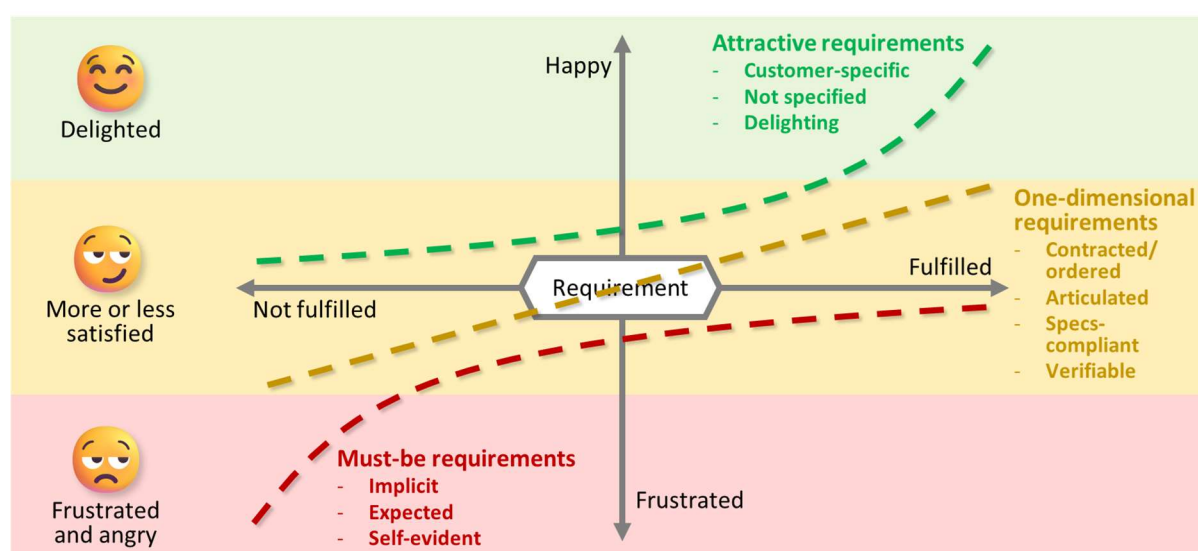 Delighted
Happy
Attractive requirements
- Customer-specific
- Not specified
- Delighting
More or less
satisfied
Not fulfilled
Requirement
Fulfilled
One-dimensional
requirements
- Contracted/
ordered
- Articulated
- Specs-
compliant
- Verifiable
Frustrated
and angry
Must-be requirements
- Implicit
- Expected
- Self-evident
Frustrated